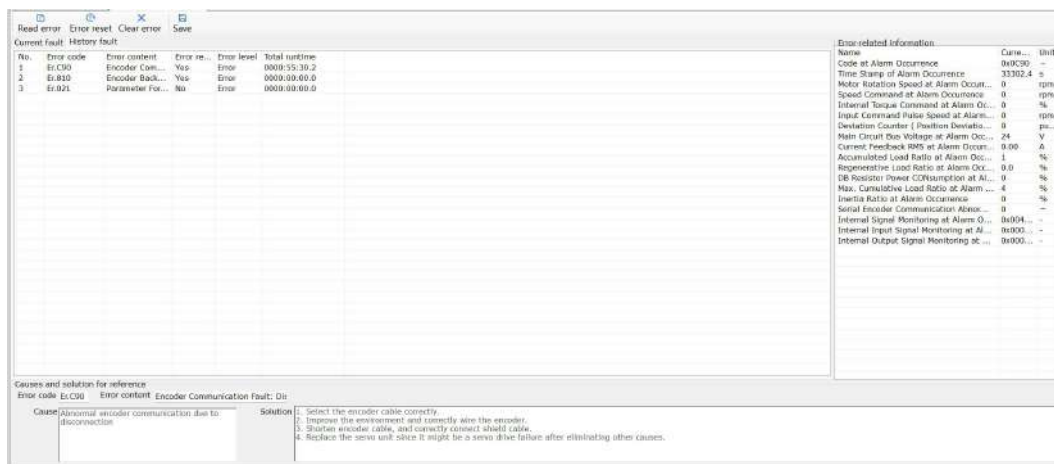 Read error Error reset Clear error Save
Current fault History fault
No. Error code Error content Error re... Error level Total runtime
1 Er.C90 Encoder Com... Yes Error 0000:55:30.2
2 Er.810 Encoder Back... Yes Error 0000:00:00.0
3 Er.021 Parameter For... No Error 0000:00:00.0
Error-related Information
Name Curre... Unit
Code at Alarm Occurrence 0x0C90 -
Time Stamp of Alarm Occurrence 33302.4 s
Motor Rotation Speed at Alarm Occurr... 0 rpm
Speed Command at Alarm Occurrence 0 rpm
Internal Torque Command at Alarm Oc... 0 %
Input Command Pulse Speed at Alarm... 0 rpm
Deviation Counter ( Position Deviatio... 0 pu...
Main Circuit Bus Voltage at Alarm Occ... 24 V
Current Feedback RMS at Alarm Occurr... 0.00 A
Accumulated Load Ratio at Alarm Occ... 1 %
Regenerative Load Ratio at Alarm Occ... 0.0 %
DB Resistor Power CONsumption at Al... 0 %
Max. Cumulative Load Ratio at Alarm ... 4 %
Inertia Ratio at Alarm Occurrence 0 %
Serial Encoder Communication Abnor... 0 -
Internal Signal Monitoring at Alarm O... 0x004... -
Internal Input Signal Monitoring at Al... 0x000... -
Internal Output Signal Monitoring at ... 0x000... -
Causes and solution for reference
Error code Er.C90 Error content Encoder Communication Fault: Dis
Cause Abnormal encoder communication due to
disconnection
Solution 1. Select the encoder cable correctly.
2. Improve the environment and correctly wire the encoder.
3. Shorten encoder cable, and correctly connect shield cable.
4. Replace the servo unit since it might be a servo drive failure after eliminating other causes.